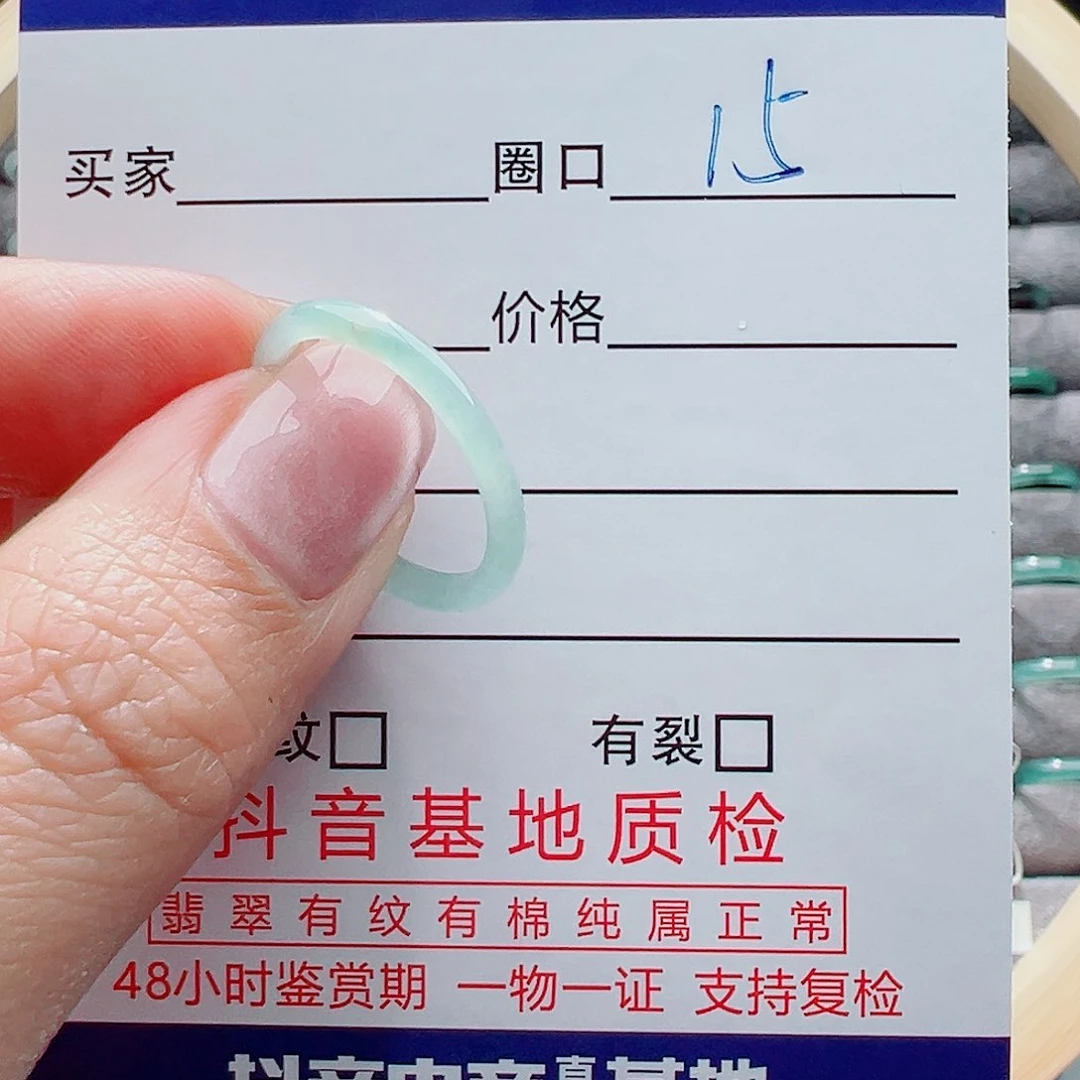 买家 圈口 15
价格
纹 有裂
抖音基地质检
翡翠有纹有棉纯属正常
48小时鉴赏期 一物一证 支持复检